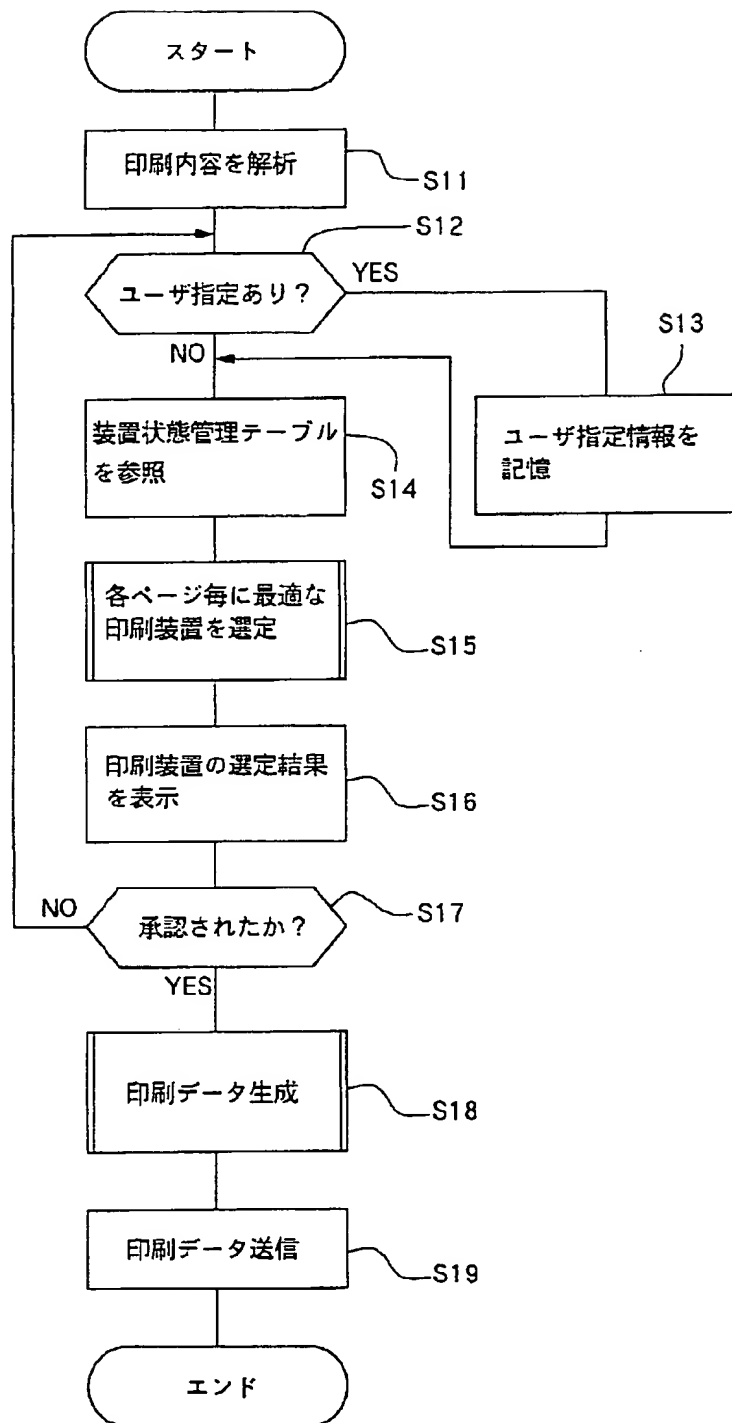 スタート
印刷内容を解析
S11
S12
ユーザ指定あり?
YES
NO
S13
ユーザ指定情報を
記憶
装置状態管理テーブル
を参照
S14
各ページ毎に最適な
印刷装置を選定
S15
印刷装置の選定結果
を表示
S16
NO
承認されたか?
S17
YES
印刷データ生成
S18
印刷データ送信
S19
エンド